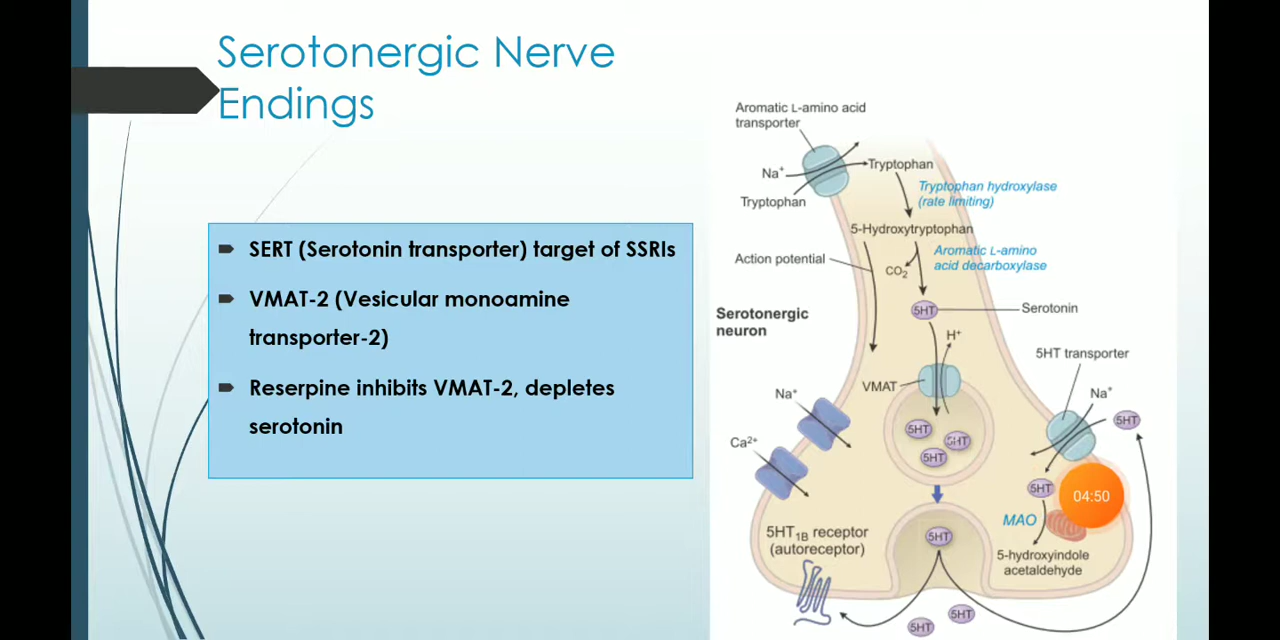 Serotonergic Nerve
Endings
SERT (Serotonin transporter) target of SSRIs
VMAT-2 (Vesicular monoamine
transporter-2)
Reserpine inhibits VMAT-2, depletes
serotonin
Aromatic L-amino acid
transporter
Na+
Tryptophan
Tryptophan
Tryptophan hydroxylase
(rate limiting)
5-Hydroxytryptophan
Action potential
CO2
Aromatic L-amino
acid decarboxylase
5HT
Serotonin
Serotonergic
neuron
H+
5HT transporter
VMAT
Na+
Na+
5HT
5HT
5HT
5HT
Ca2+
5HT
04:50
MAO
5HT1B receptor
(autoreceptor)
5HT
5-hydroxyindole
acetaldehyde
5HT
5HT